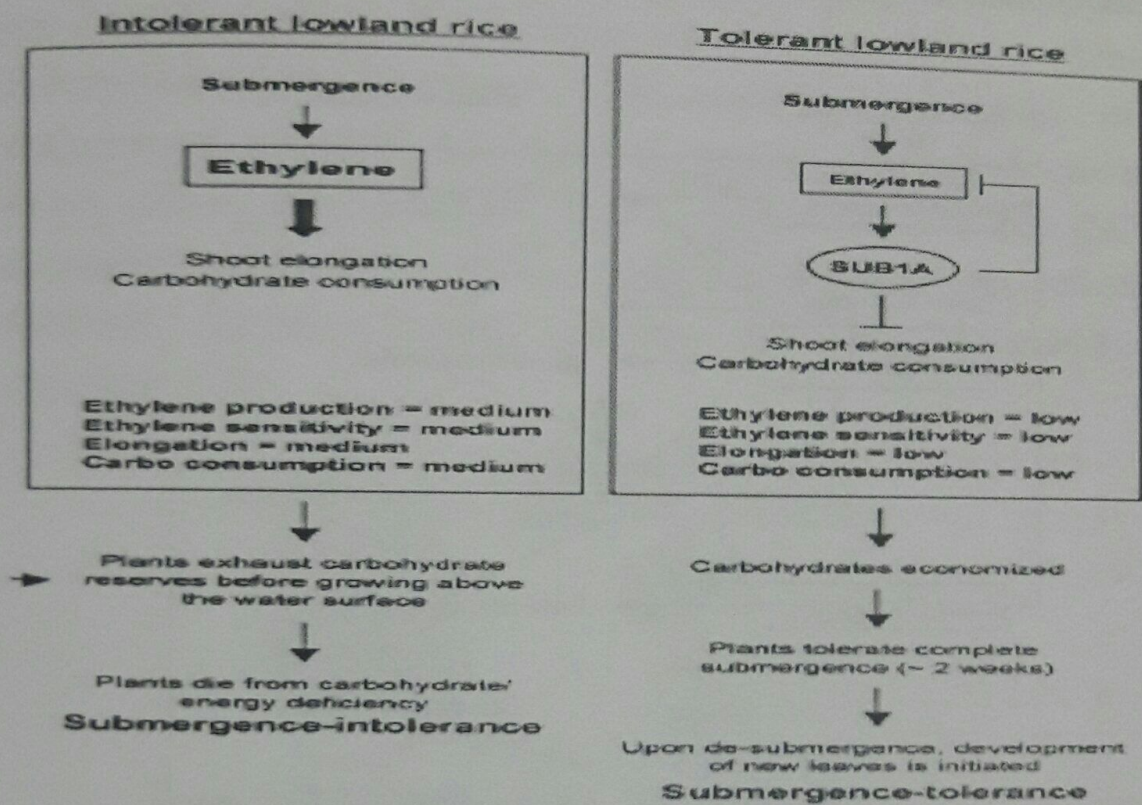 Intolerant lowland rice
Submergence
Ethylene
Shoot elongation
Carbohydrate consumption
Ethylene production = medium
Ethylene sensitivity = medium
Elongation = medium
Carbo consumption = medium
Plants exhaust carbohydrate
reserves before growing above
the water surface
Plants die from carbohydrate/
energy deficiency
Submergence-intolerance
Tolerant lowland rice
Submergence
Ethylene
SUB1A
Shoot elongation
Carbohydrate consumption
Ethylene production = low
Ethylene sensitivity = low
Elongation = low
Carbo consumption = low
Carbohydrates economized
Plants tolerate complete
submergence (~ 2 weeks)
Upon de-submergence, development
of new leaves is initiated
Submergence-tolerance